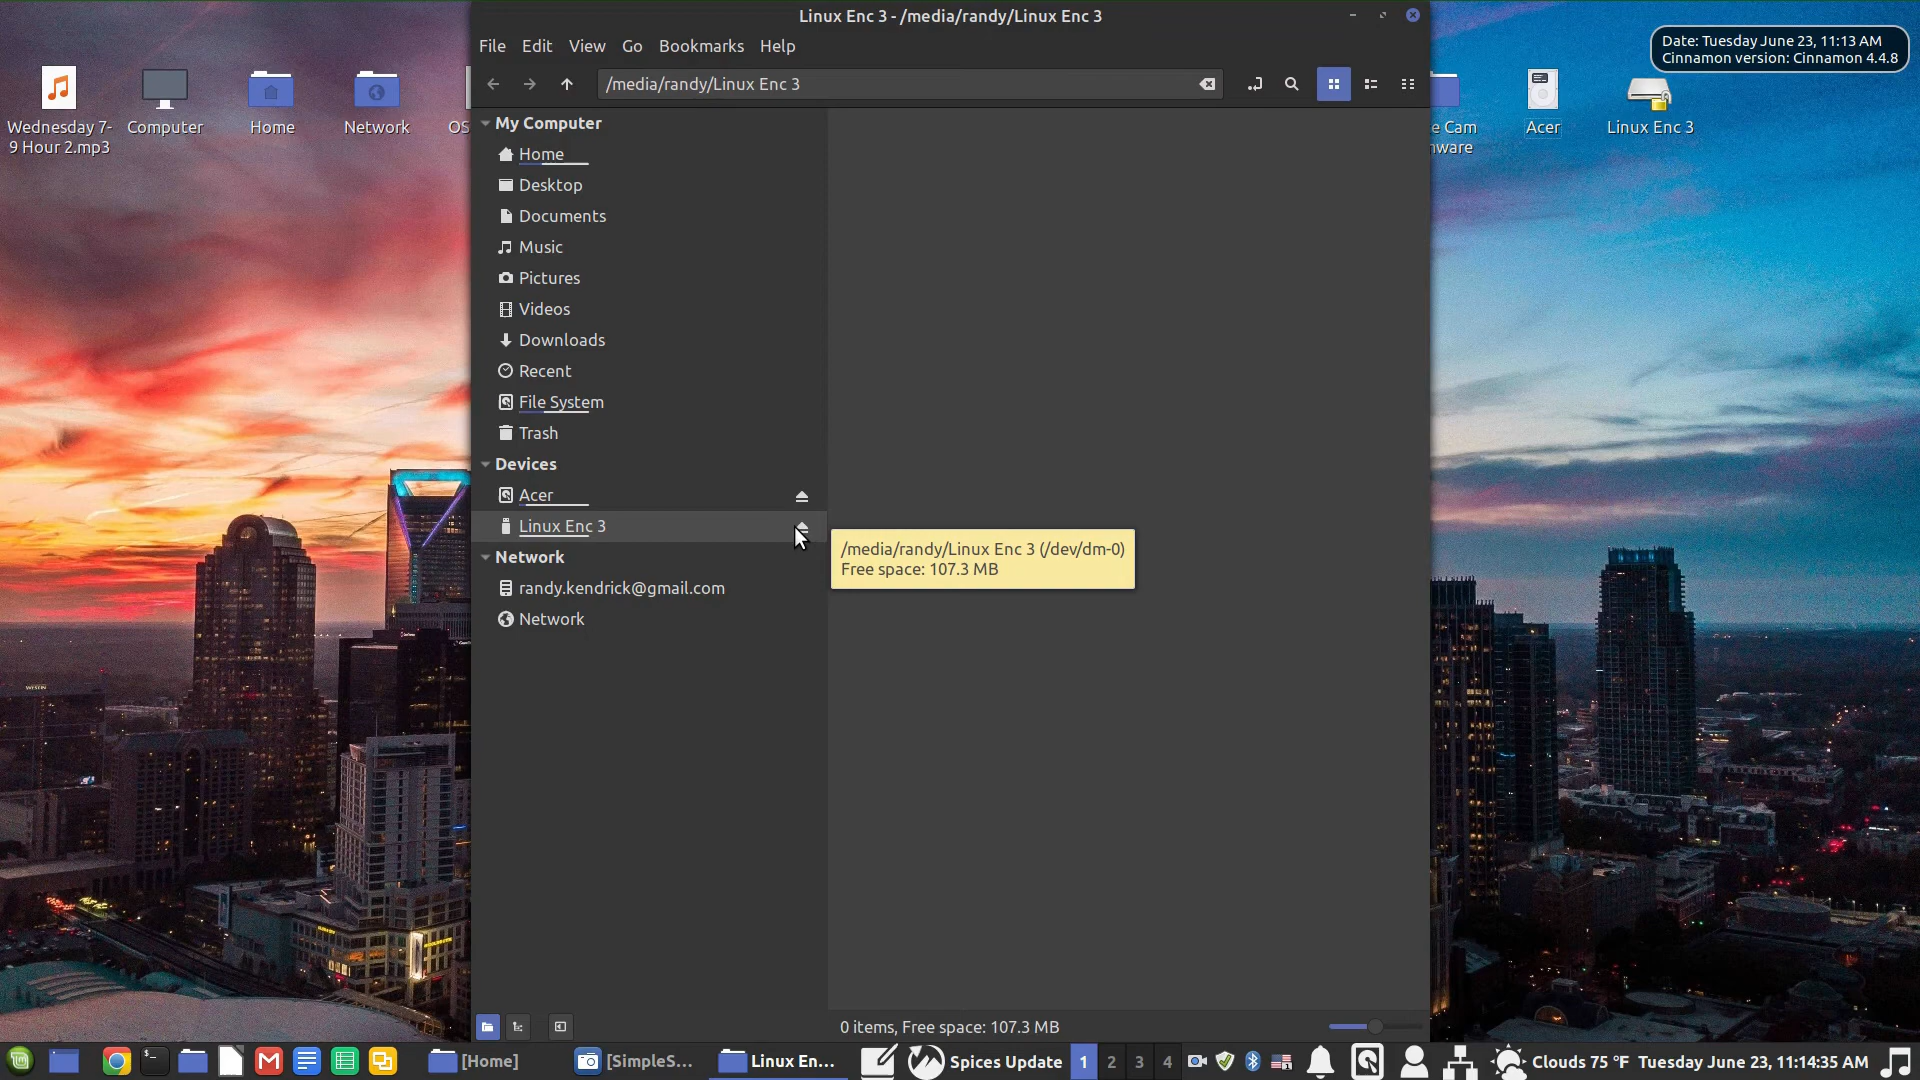 Linux Enc 3 - /media/randy/Linux Enc 3
File Edit View Go Bookmarks Help
/media/randy/Linux Enc 3
Date: Tuesday June 23, 11:13 AM
Cinnamon version: Cinnamon 4.4.8
Wednesday 7-
9 Hour 2.mp3
Computer
Home
Network
OS
e Cam
ware
Acer
Linux Enc 3
My Computer
Home
Desktop
Documents
Music
Pictures
Videos
Downloads
Recent
File System
Trash
Devices
Acer
Linux Enc 3
Network
randy.kendrick@gmail.com
Network
/media/randy/Linux Enc 3 (/dev/dm-0)
Free space: 107.3 MB
WESTIN
0 items, Free space: 107.3 MB
[Home]
[SimpleS...
Linux En...
Spices Update
1 2 3 4
Clouds 75 °F
Tuesday June 23, 11:14:35 AM